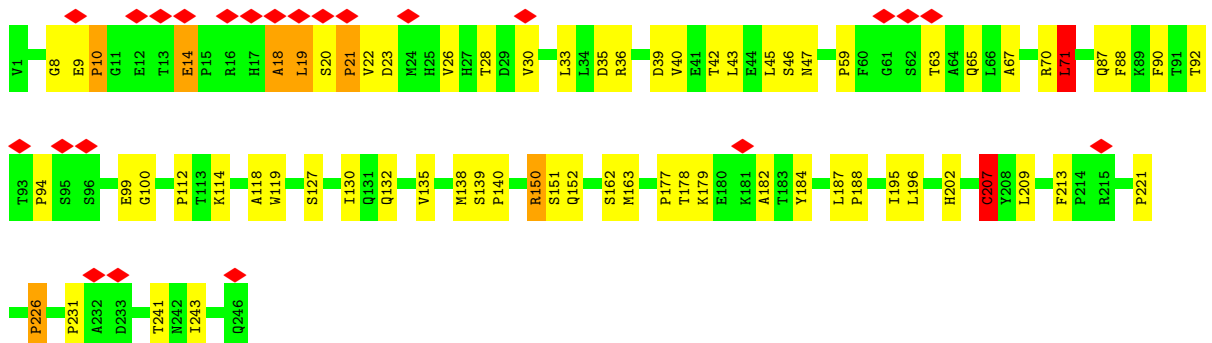 V1 G8 E9 P10 G11 E12 T13 E14 P15 R16 H17 A18 L19 S20 P21 V22 D23 M24 H25 V26 H27 T28 D29 V30 L33 L34 D35 R36 D39 V40 E41 T42 L43 E44 L45 S46 N47 P59 F60 G61 S62 T63 A64 Q65 L66 A67 R70 L71 Q87 F88 K89 F90 T91 T92
T93 P94 S95 S96 E99 G100 P112 T113 K114 A118 W119 S127 I130 Q131 Q132 V135 M138 S139 P140 R150 S151 Q152 S162 M163 P177 T178 K179 E180 K181 A182 T183 Y184 L187 P188 I195 L196 H202 C207 Y208 L209 F213 P214 R215 P221
P226 P231 A232 D233 T241 N242 I243 Q246